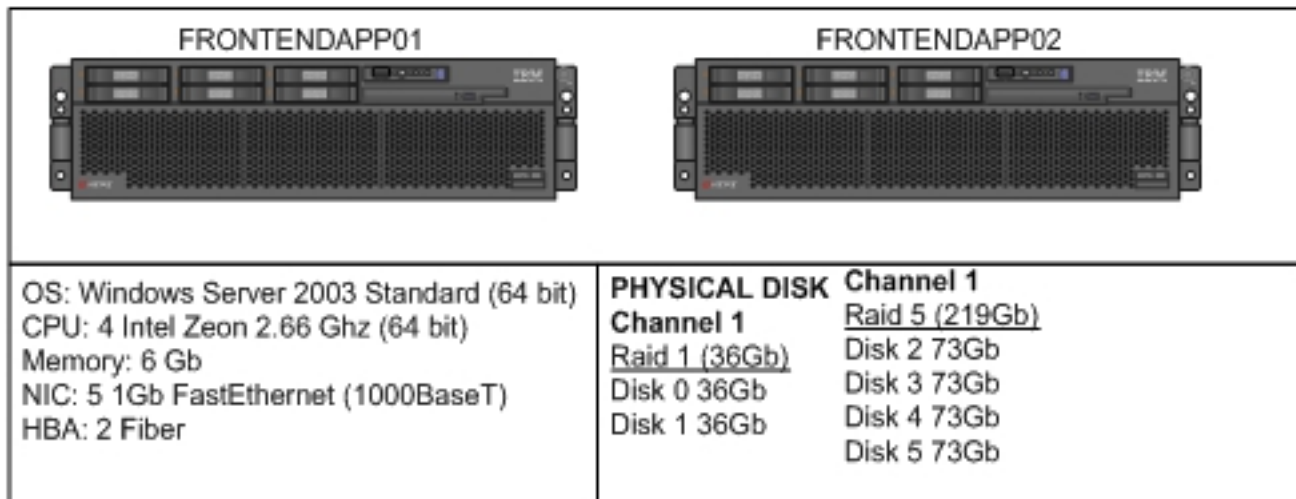 FRONTENDAPP01
FRONTENDAPP02
IBM
IBM
OS: Windows Server 2003 Standard (64 bit)
CPU: 4 Intel Zeon 2.66 Ghz (64 bit)
Memory: 6 Gb
NIC: 5 1Gb FastEthernet (1000BaseT)
HBA: 2 Fiber
PHYSICAL DISK
Channel 1
Raid 1 (36Gb)
Disk 0 36Gb
Disk 1 36Gb
Channel 1
Raid 5 (219Gb)
Disk 2 73Gb
Disk 3 73Gb
Disk 4 73Gb
Disk 5 73Gb